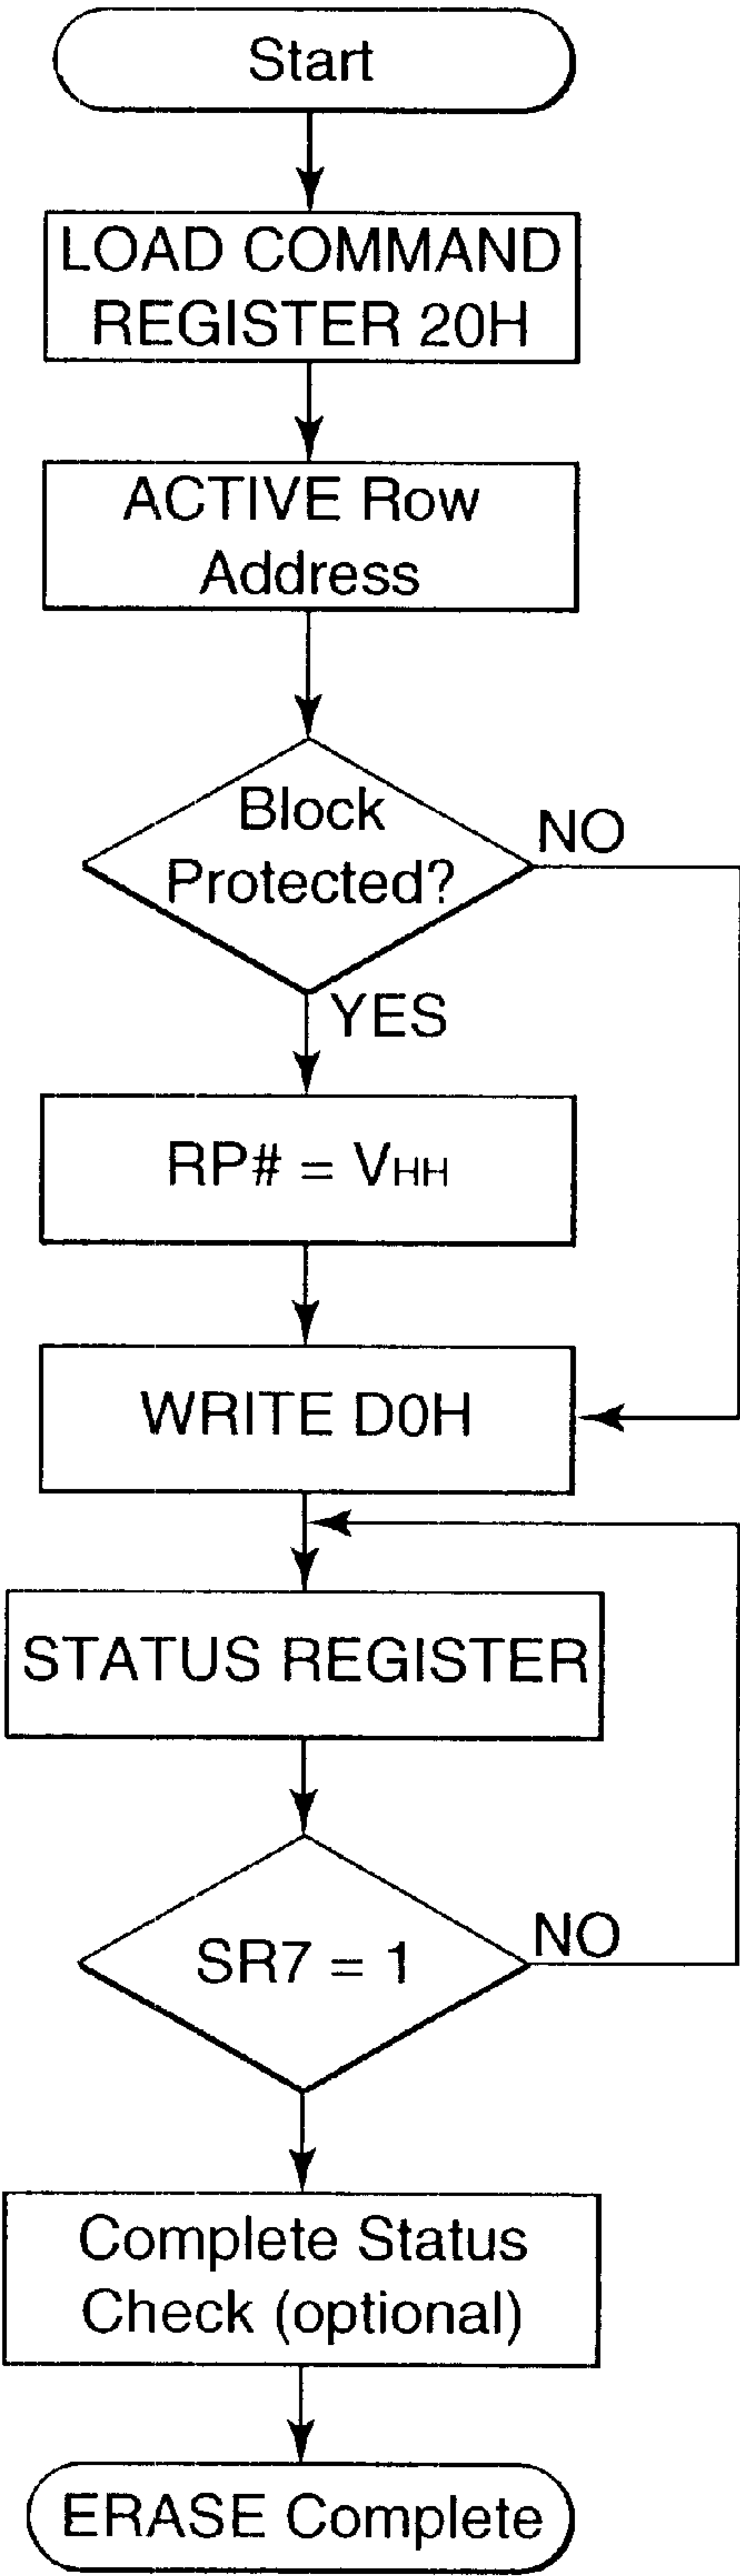 Start
LOAD COMMAND
REGISTER 20H
ACTIVE Row
Address
Block
Protected?
NO
YES
RP# = VHH
WRITE D0H
STATUS REGISTER
SR7 = 1
NO
Complete Status
Check (optional)
ERASE Complete